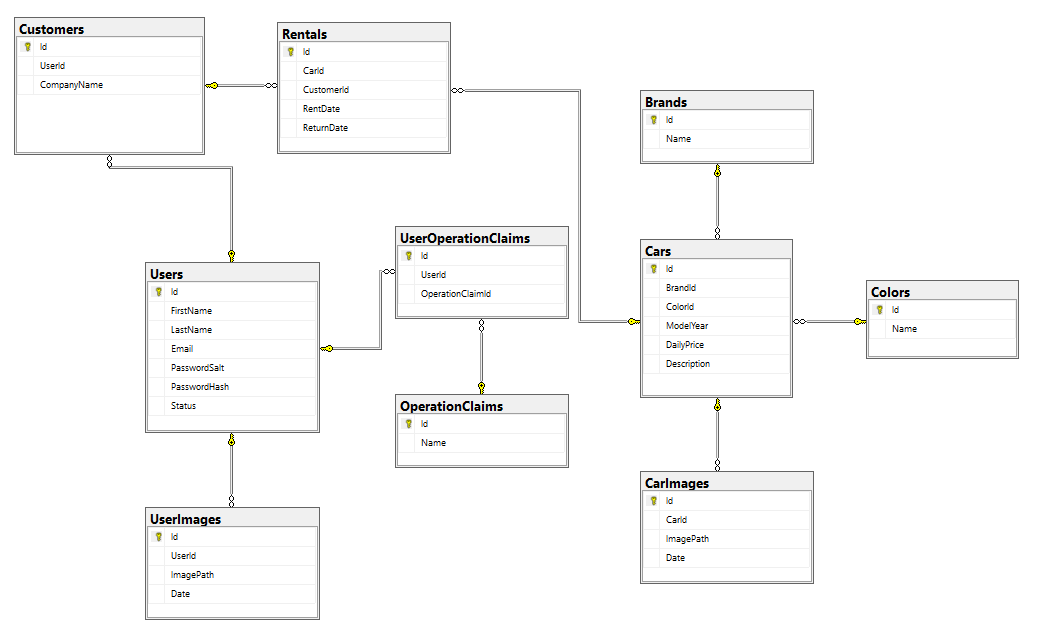 Customers
Id
UserId
CompanyName
Rentals
Id
CarId
CustomerId
RentDate
ReturnDate
Brands
Id
Name
UserOperationClaims
Id
UserId
OperationClaimId
Cars
Id
BrandId
ColorId
ModelYear
DailyPrice
Description
Users
Id
FirstName
LastName
Email
PasswordSalt
PasswordHash
Status
Colors
Id
Name
OperationClaims
Id
Name
CarImages
Id
CarId
ImagePath
Date
UserImages
Id
UserId
ImagePath
Date